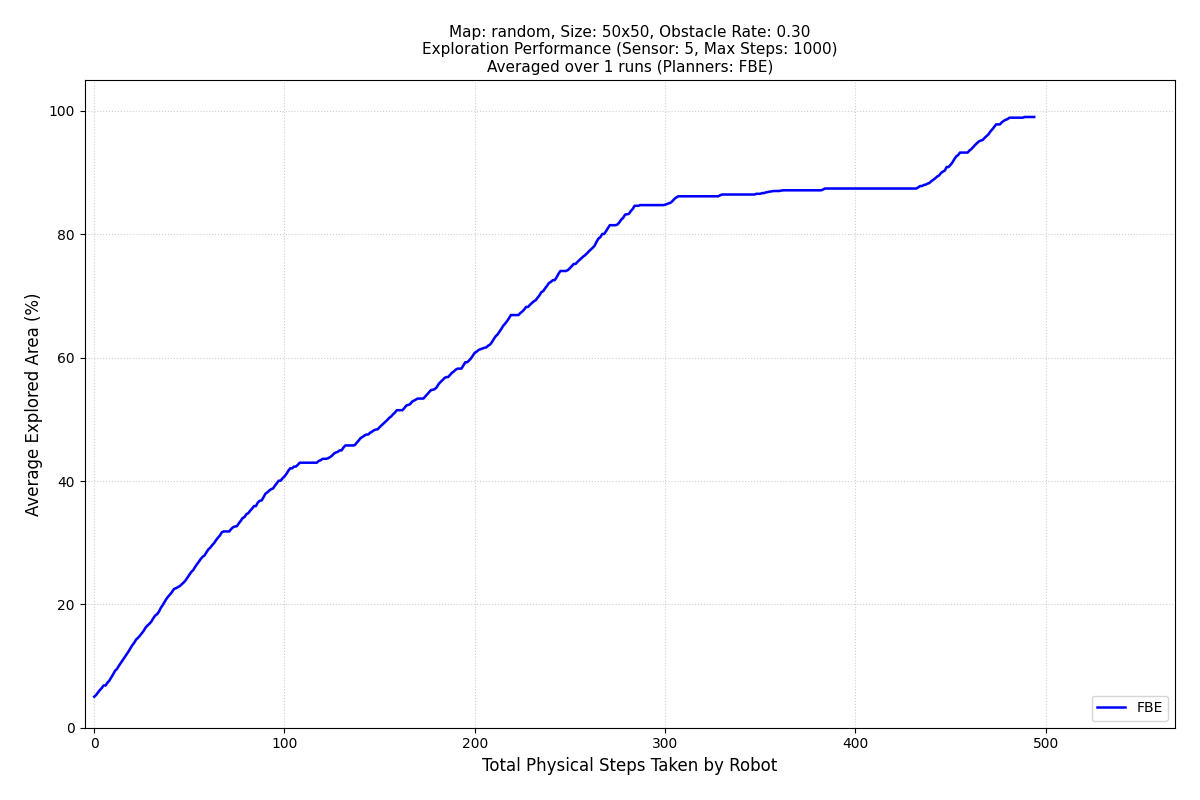 Map: random, Size: 50x50, Obstacle Rate: 0.30
Exploration Performance (Sensor: 5, Max Steps: 1000)
Averaged over 1 runs (Planners: FBE)
100
80
60
40
20
0
Average Explored Area (%)
0 100 200 300 400 500
Total Physical Steps Taken by Robot
FBE